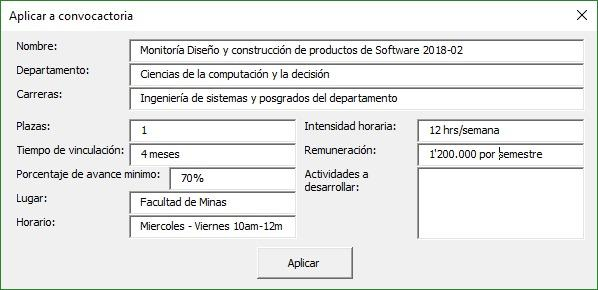 Aplicar a convocactoria
Nombre: Monitoría Diseño y construcción de productos de Software 2018-02
Departamento: Ciencias de la computación y la decisión
Carreras: Ingeniería de sistemas y posgrados del departamento
Plazas: 1 Intensidad horaria: 12 hrs/semana
Tiempo de vinculación: 4 meses Remuneración: 1'200.000 por semestre
Porcentaje de avance minimo: 70% Actividades a
desarrollar:
Lugar: Facultad de Minas
Horario: Miercoles - Viernes 10am-12m
Aplicar